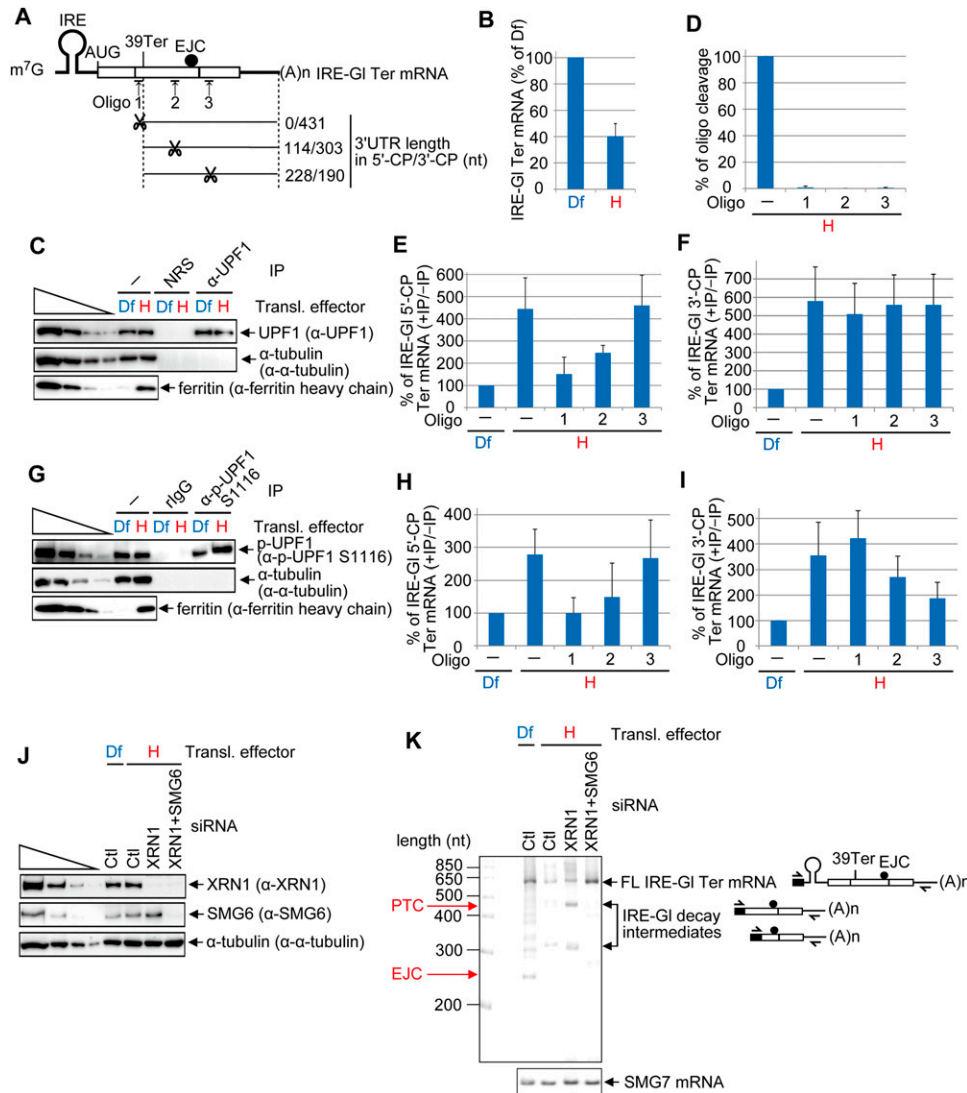 A
IRE
39Ter
EJC
AUG
m⁷G
(A)n IRE-Gl Ter mRNA
Oligo 1 2 3
0/431
114/303
228/190
3'UTR length
in 5'-CP/3'-CP (nt)
B
IRE-Gl Ter mRNA (% of Df)
100
80
60
40
20
0
Df H
D
% of oligo cleavage
100
80
60
40
20
0
Oligo – 1 2 3
H
C
– NRS α-UPF1 IP
Df H Df H Df H Transl. effector
UPF1 (α-UPF1)
α-tubulin
(α-α-tubulin)
ferritin (α-ferritin heavy chain)
E
% of IRE-Gl 5'-CP
Ter mRNA (+IP/−IP)
600
500
400
300
200
100
0
Oligo – – 1 2 3
Df H
F
% of IRE-Gl 3'-CP
Ter mRNA (+IP/−IP)
700
600
500
400
300
200
100
0
Oligo – – 1 2 3
Df H
G
– rIgG α-p-UPF1 S1116 IP
Df H Df H Df H Transl. effector
p-UPF1
(α-p-UPF1 S1116)
α-tubulin
(α-α-tubulin)
ferritin (α-ferritin heavy chain)
H
% of IRE-Gl 5'-CP
Ter mRNA (+IP/−IP)
400
300
200
100
0
Oligo – – 1 2 3
Df H
I
% of IRE-Gl 3'-CP
Ter mRNA (+IP/−IP)
500
400
300
200
100
0
Oligo – – 1 2 3
Df H
J
Df H Transl. effector
Ctl Ctl XRN1 XRN1+SMG6 siRNA
XRN1 (α-XRN1)
SMG6 (α-SMG6)
α-tubulin (α-α-tubulin)
K
Df H Transl. effector
Ctl Ctl XRN1 XRN1+SMG6 siRNA
length (nt)
850
650
500
400
300
200
PTC
EJC
FL IRE-Gl Ter mRNA
IRE-Gl decay
intermediates
SMG7 mRNA
39Ter EJC
(A)n
(A)n
(A)n